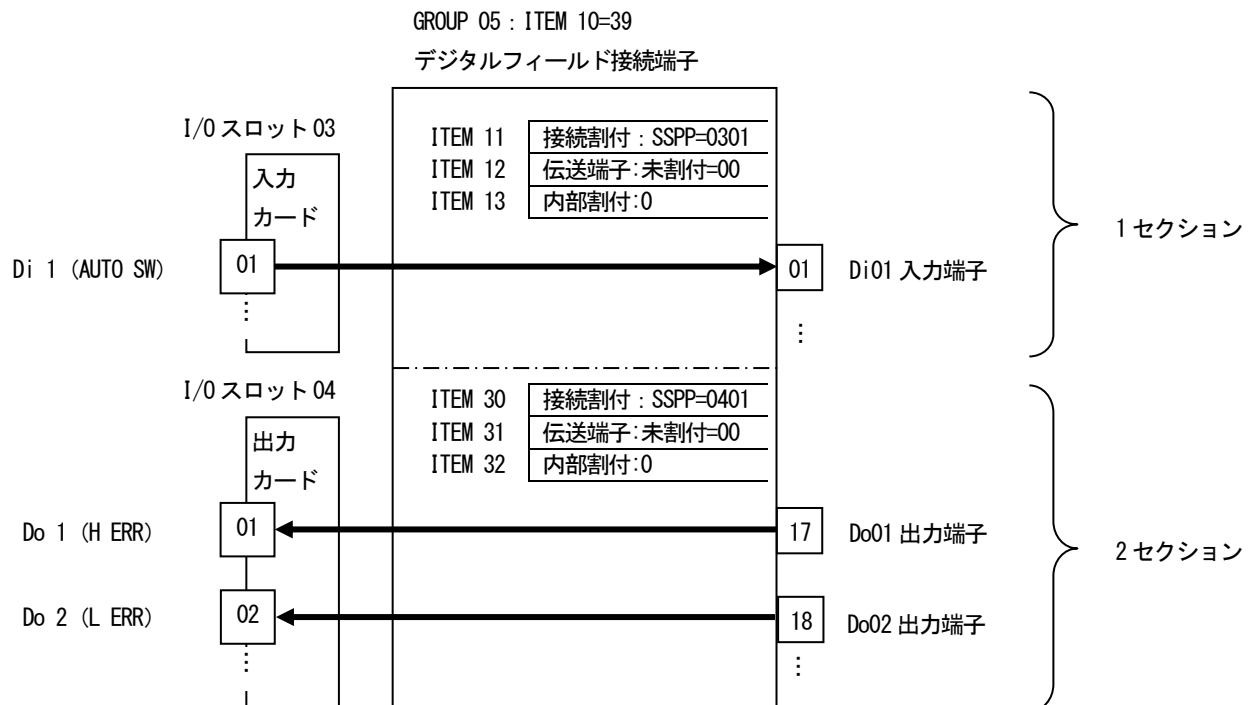 GROUP 05：ITEM 10=39
デジタルフィールド接続端子
I/O スロット 03
入力
カード
ITEM 11 接続割付：SSPP=0301
ITEM 12 伝送端子:未割付=00
ITEM 13 内部割付:0
1 セクション
Di 1 (AUTO SW)
01
01
Di01 入力端子
⋮
⋮
I/O スロット 04
出力
カード
ITEM 30 接続割付：SSPP=0401
ITEM 31 伝送端子:未割付=00
ITEM 32 内部割付:0
Do 1 (H ERR)
01
17
Do01 出力端子
2 セクション
Do 2 (L ERR)
02
18
Do02 出力端子
⋮
⋮